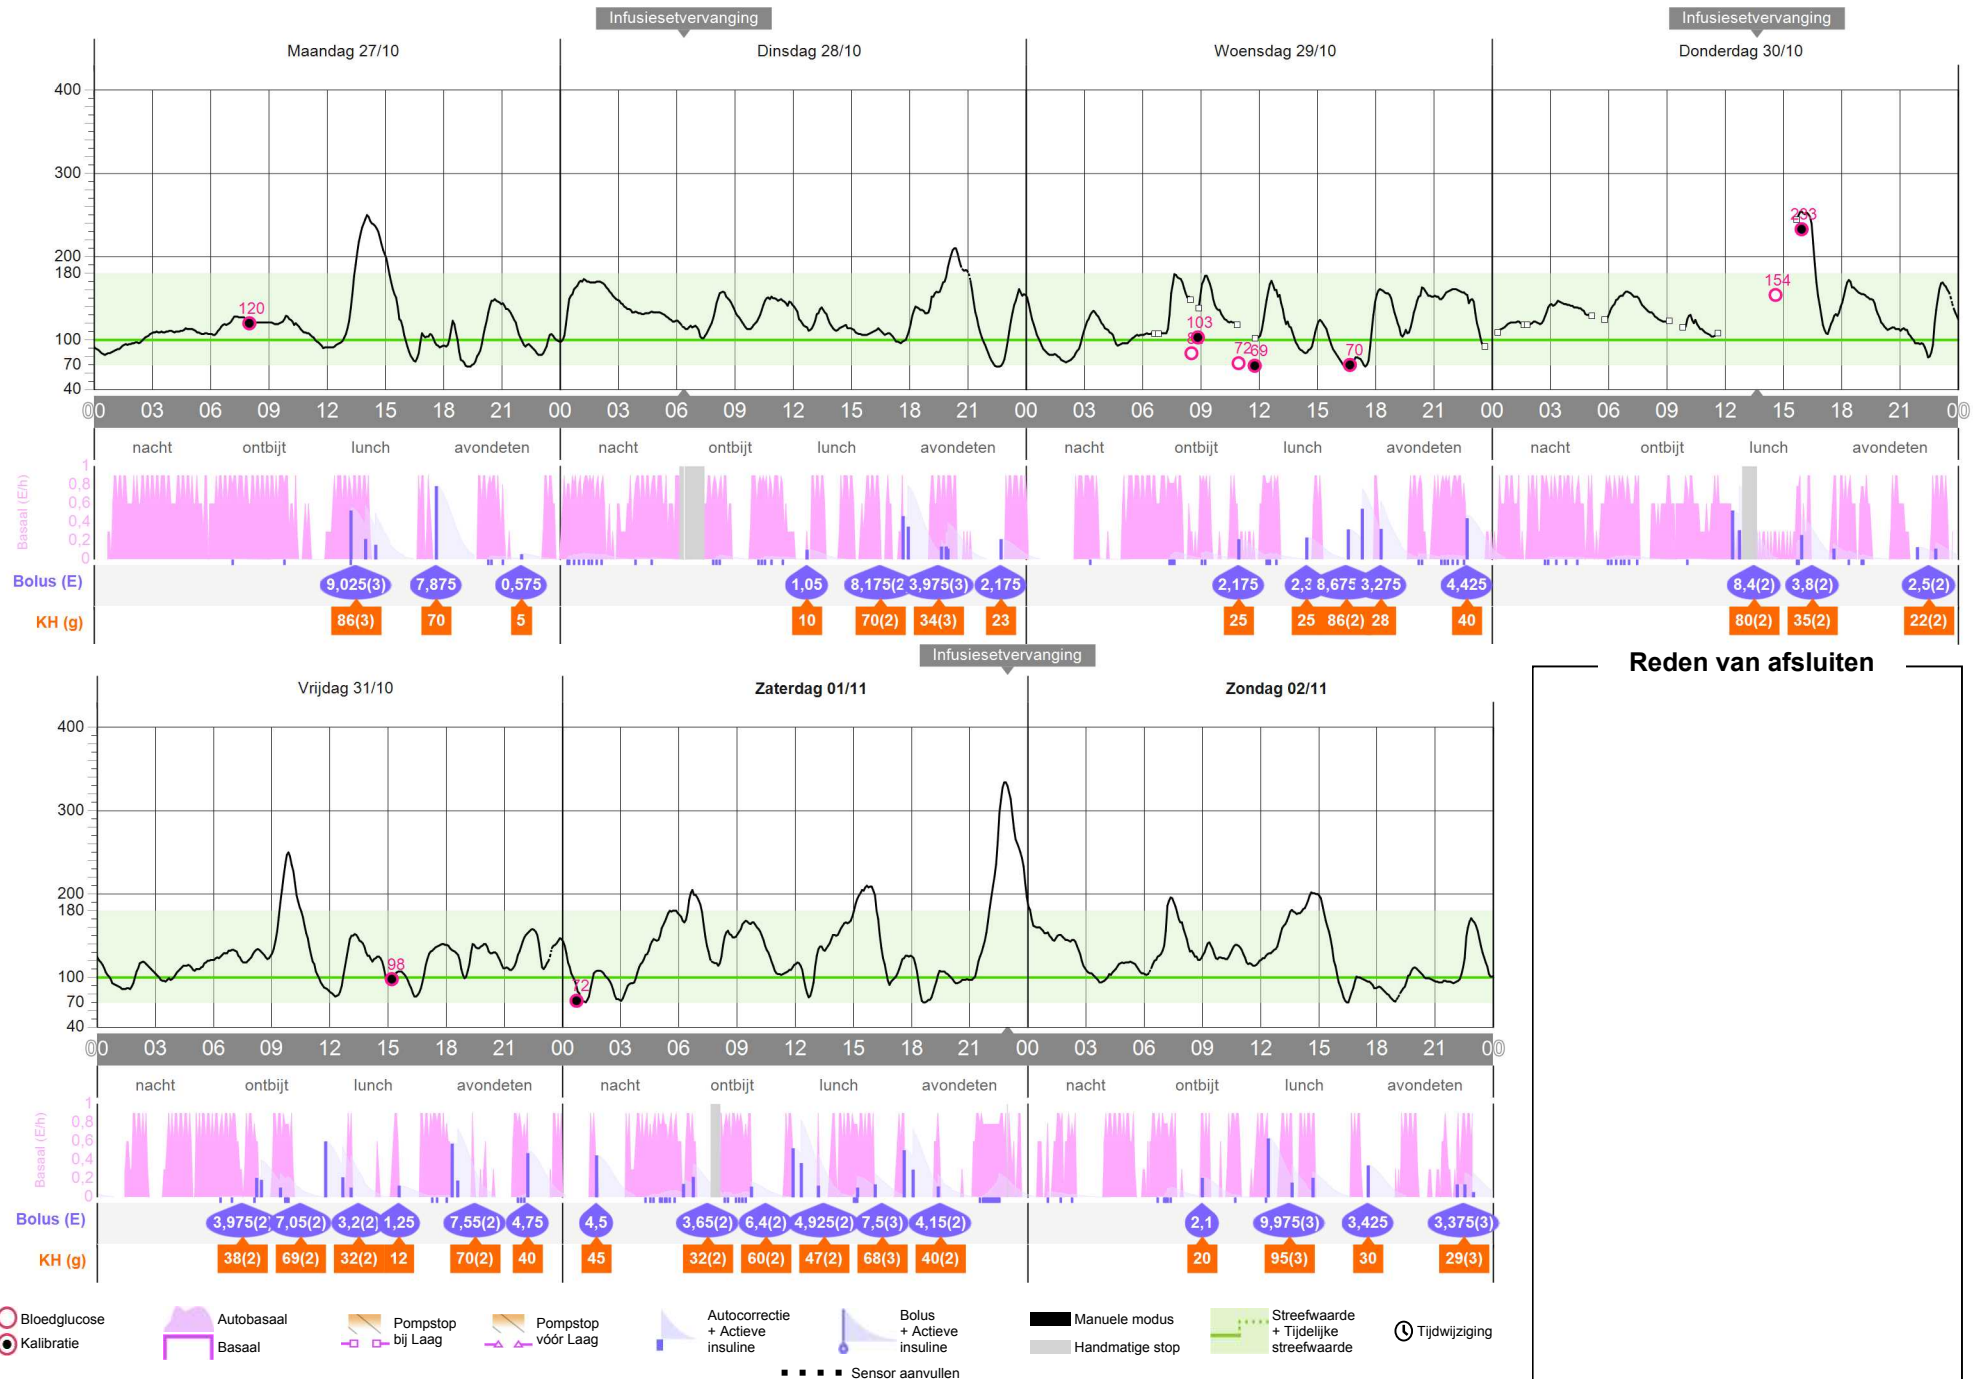 Infusiesetvervanging Infusiesetvervanging
Maandag 27/10 Dinsdag 28/10 Woensdag 29/10 Donderdag 30/10
400
300
200
180
100
70
40
120
103
72 69
70
154
00 03 06 09 12 15 18 21 00 03 06 09 12 15 18 21 00 03 06 09 12 15 18 21 00 03 06 09 12 15 18 21 00
nacht ontbijt lunch avondeten nacht ontbijt lunch avondeten nacht ontbijt lunch avondeten nacht ontbijt lunch avondeten
Basaal (E/h)
1
0,8
0,6
0,4
0,2
0
Bolus (E) 9,025(3) 7,875 0,575 1,05 8,175(2 3,975(3) 2,175 2,175 2,3 8,675 3,275 4,425 8,4(2) 3,8(2) 2,5(2)
KH (g) 86(3) 70 5 10 70(2) 34(3) 23 25 25 86(2) 28 40 80(2) 35(2) 22(2)
Infusiesetvervanging
Reden van afsluiten
Vrijdag 31/10 Zaterdag 01/11 Zondag 02/11
400
300
200
180
100
70
40
98
72
00 03 06 09 12 15 18 21 00 03 06 09 12 15 18 21 00 03 06 09 12 15 18 21 00
nacht ontbijt lunch avondeten nacht ontbijt lunch avondeten nacht ontbijt lunch avondeten
Basaal (E/h)
1
0,8
0,6
0,4
0,2
0
Bolus (E) 3,975(2) 7,05(2) 3,2(2) 1,25 7,55(2) 4,75 4,5 3,65(2) 6,4(2) 4,925(2) 7,5(3) 4,15(2) 2,1 9,975(3) 3,425 3,375(3)
KH (g) 38(2) 69(2) 32(2) 12 70(2) 40 45 32(2) 60(2) 47(2) 68(3) 40(2) 20 95(3) 30 29(3)
Bloedglucose
Kalibratie
Autobasaal
Basaal
Pompstop
bij Laag
Pompstop
vóór Laag
Autocorrectie
+ Actieve
insuline
Bolus
+ Actieve
insuline
Manuele modus
Handmatige stop
Streefwaarde
+ Tijdelijke
streefwaarde
Tijdwijziging
Sensor aanvullen